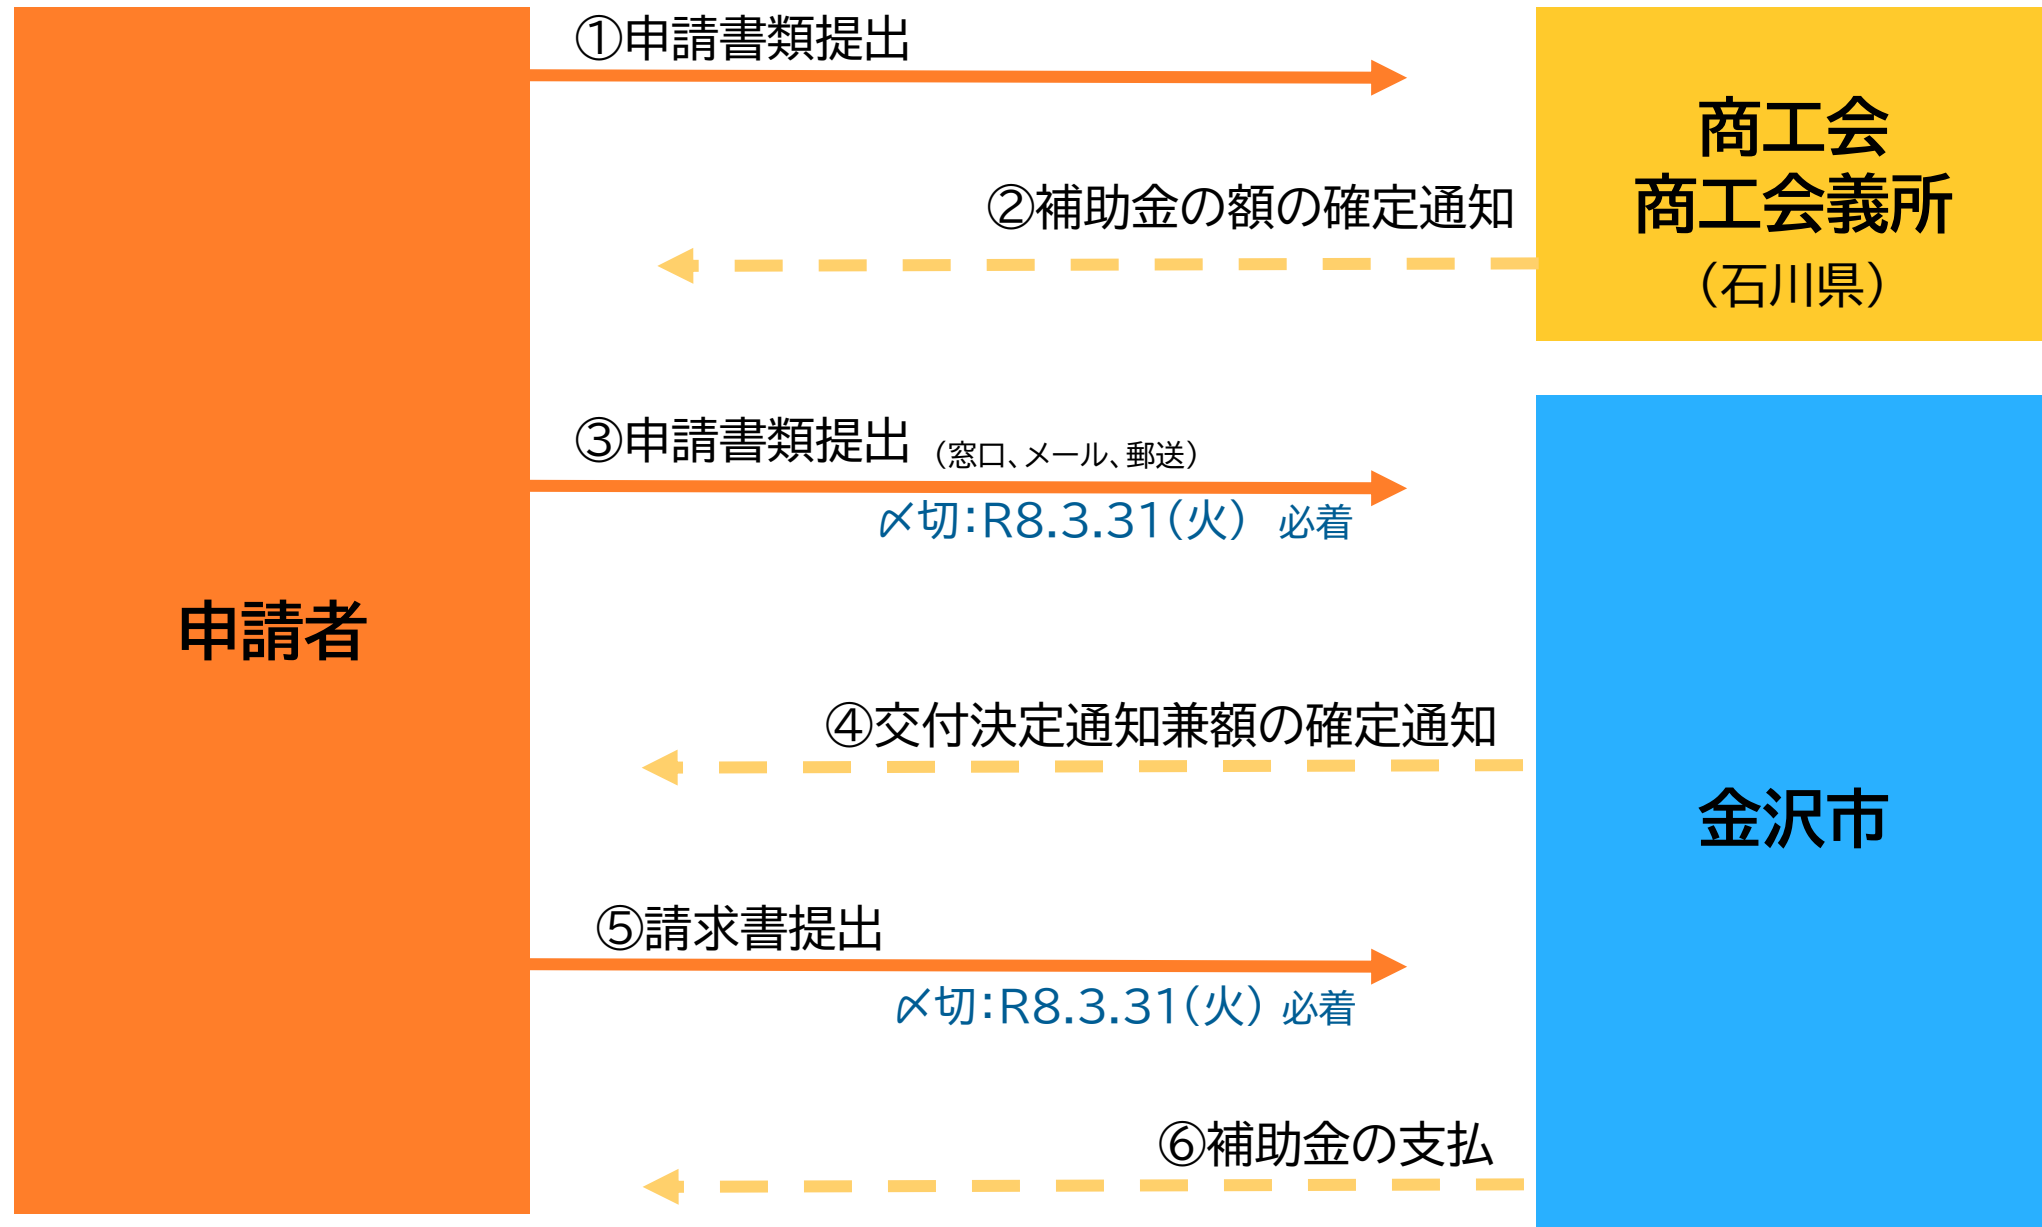 ①申請書類提出
商工会
商工会義所
（石川県）
②補助金の額の確定通知
③申請書類提出（窓口、メール、郵送）
〆切：R8.3.31（火） 必着
申請者
④交付決定通知兼額の確定通知
金沢市
⑤請求書提出
〆切：R8.3.31（火） 必着
⑥補助金の支払